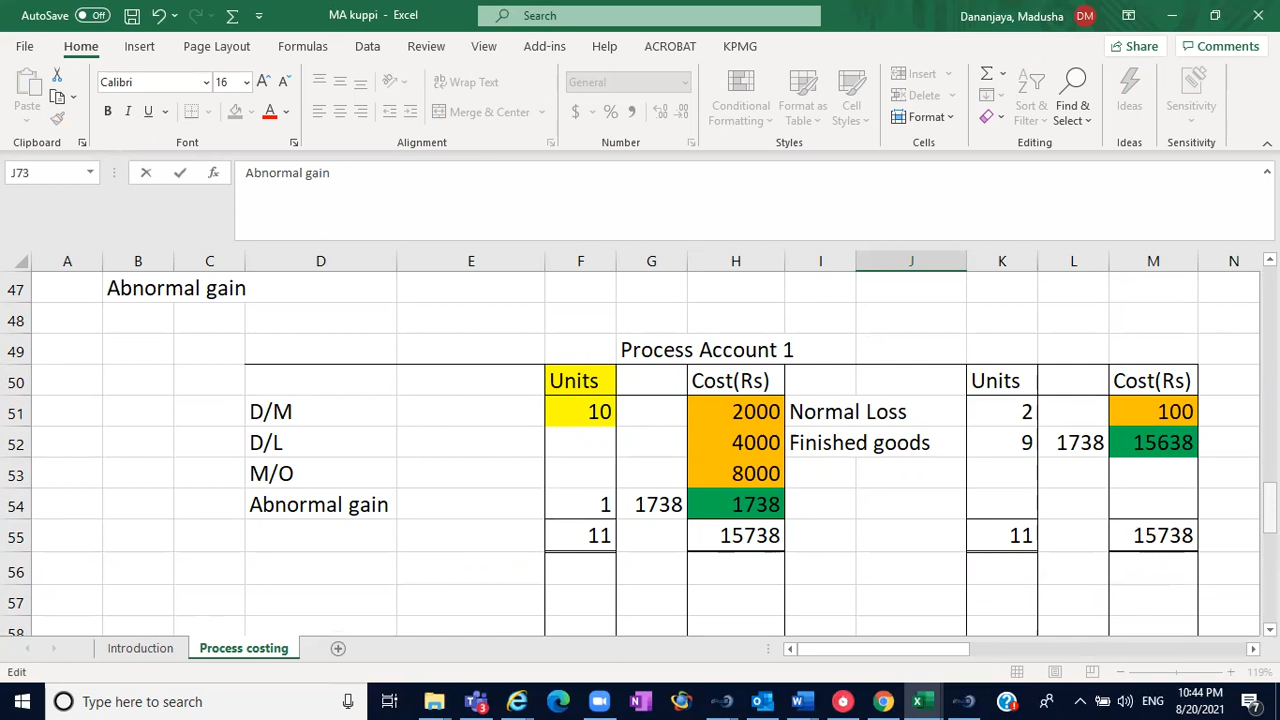 AutoSave Off MA kuppi - Excel Search Dananjaya, Madusha DM
File Home Insert Page Layout Formulas Data Review View Add-ins Help ACROBAT KPMG Share Comments
Paste Calibri 16 A A Wrap Text General Conditional Formatting Format as Table Cell Styles Insert Delete Format Sort & Filter Find & Select Ideas Sensitivity
B I U A Merge & Center $ % 9
Clipboard Font Alignment Number Styles Cells Editing Ideas Sensitivity
J73 fx Abnormal gain
A B C D E F G H I J K L M N
47 Abnormal gain
48
49 Process Account 1
50 Units Cost(Rs) Units Cost(Rs)
51 D/M 10 2000 Normal Loss 2 100
52 D/L 4000 Finished goods 9 1738 15638
53 M/O 8000
54 Abnormal gain 1 1738 1738
55 11 15738 11 15738
56
57
58
Introduction Process costing
Edit 119%
Type here to search 3 ENG 10:44 PM 8/20/2021 7